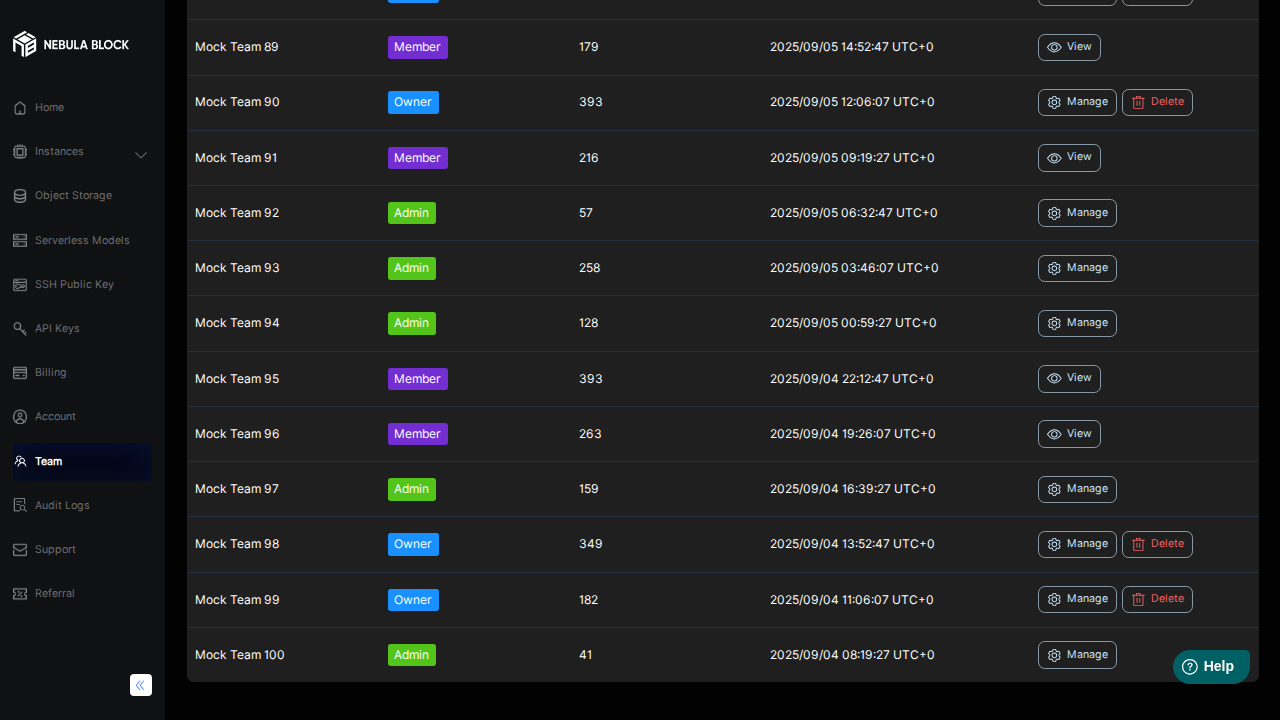 NEBULA BLOCK
Home
Instances
Object Storage
Serverless Models
SSH Public Key
API Keys
Billing
Account
Team
Audit Logs
Support
Referral
Mock Team 89 Member 179 2025/09/05 14:52:47 UTC+0 View
Mock Team 90 Owner 393 2025/09/05 12:06:07 UTC+0 Manage Delete
Mock Team 91 Member 216 2025/09/05 09:19:27 UTC+0 View
Mock Team 92 Admin 57 2025/09/05 06:32:47 UTC+0 Manage
Mock Team 93 Admin 258 2025/09/05 03:46:07 UTC+0 Manage
Mock Team 94 Admin 128 2025/09/05 00:59:27 UTC+0 Manage
Mock Team 95 Member 393 2025/09/04 22:12:47 UTC+0 View
Mock Team 96 Member 263 2025/09/04 19:26:07 UTC+0 View
Mock Team 97 Admin 159 2025/09/04 16:39:27 UTC+0 Manage
Mock Team 98 Owner 349 2025/09/04 13:52:47 UTC+0 Manage Delete
Mock Team 99 Owner 182 2025/09/04 11:06:07 UTC+0 Manage Delete
Mock Team 100 Admin 41 2025/09/04 08:19:27 UTC+0 Manage
Help